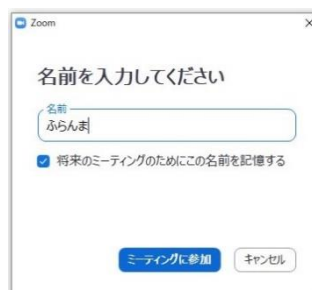 Zoom
名前を入力してください
名前
ふらんま
将来のミーティングのためにこの名前を記憶する
ミーティングに参加 キャンセル